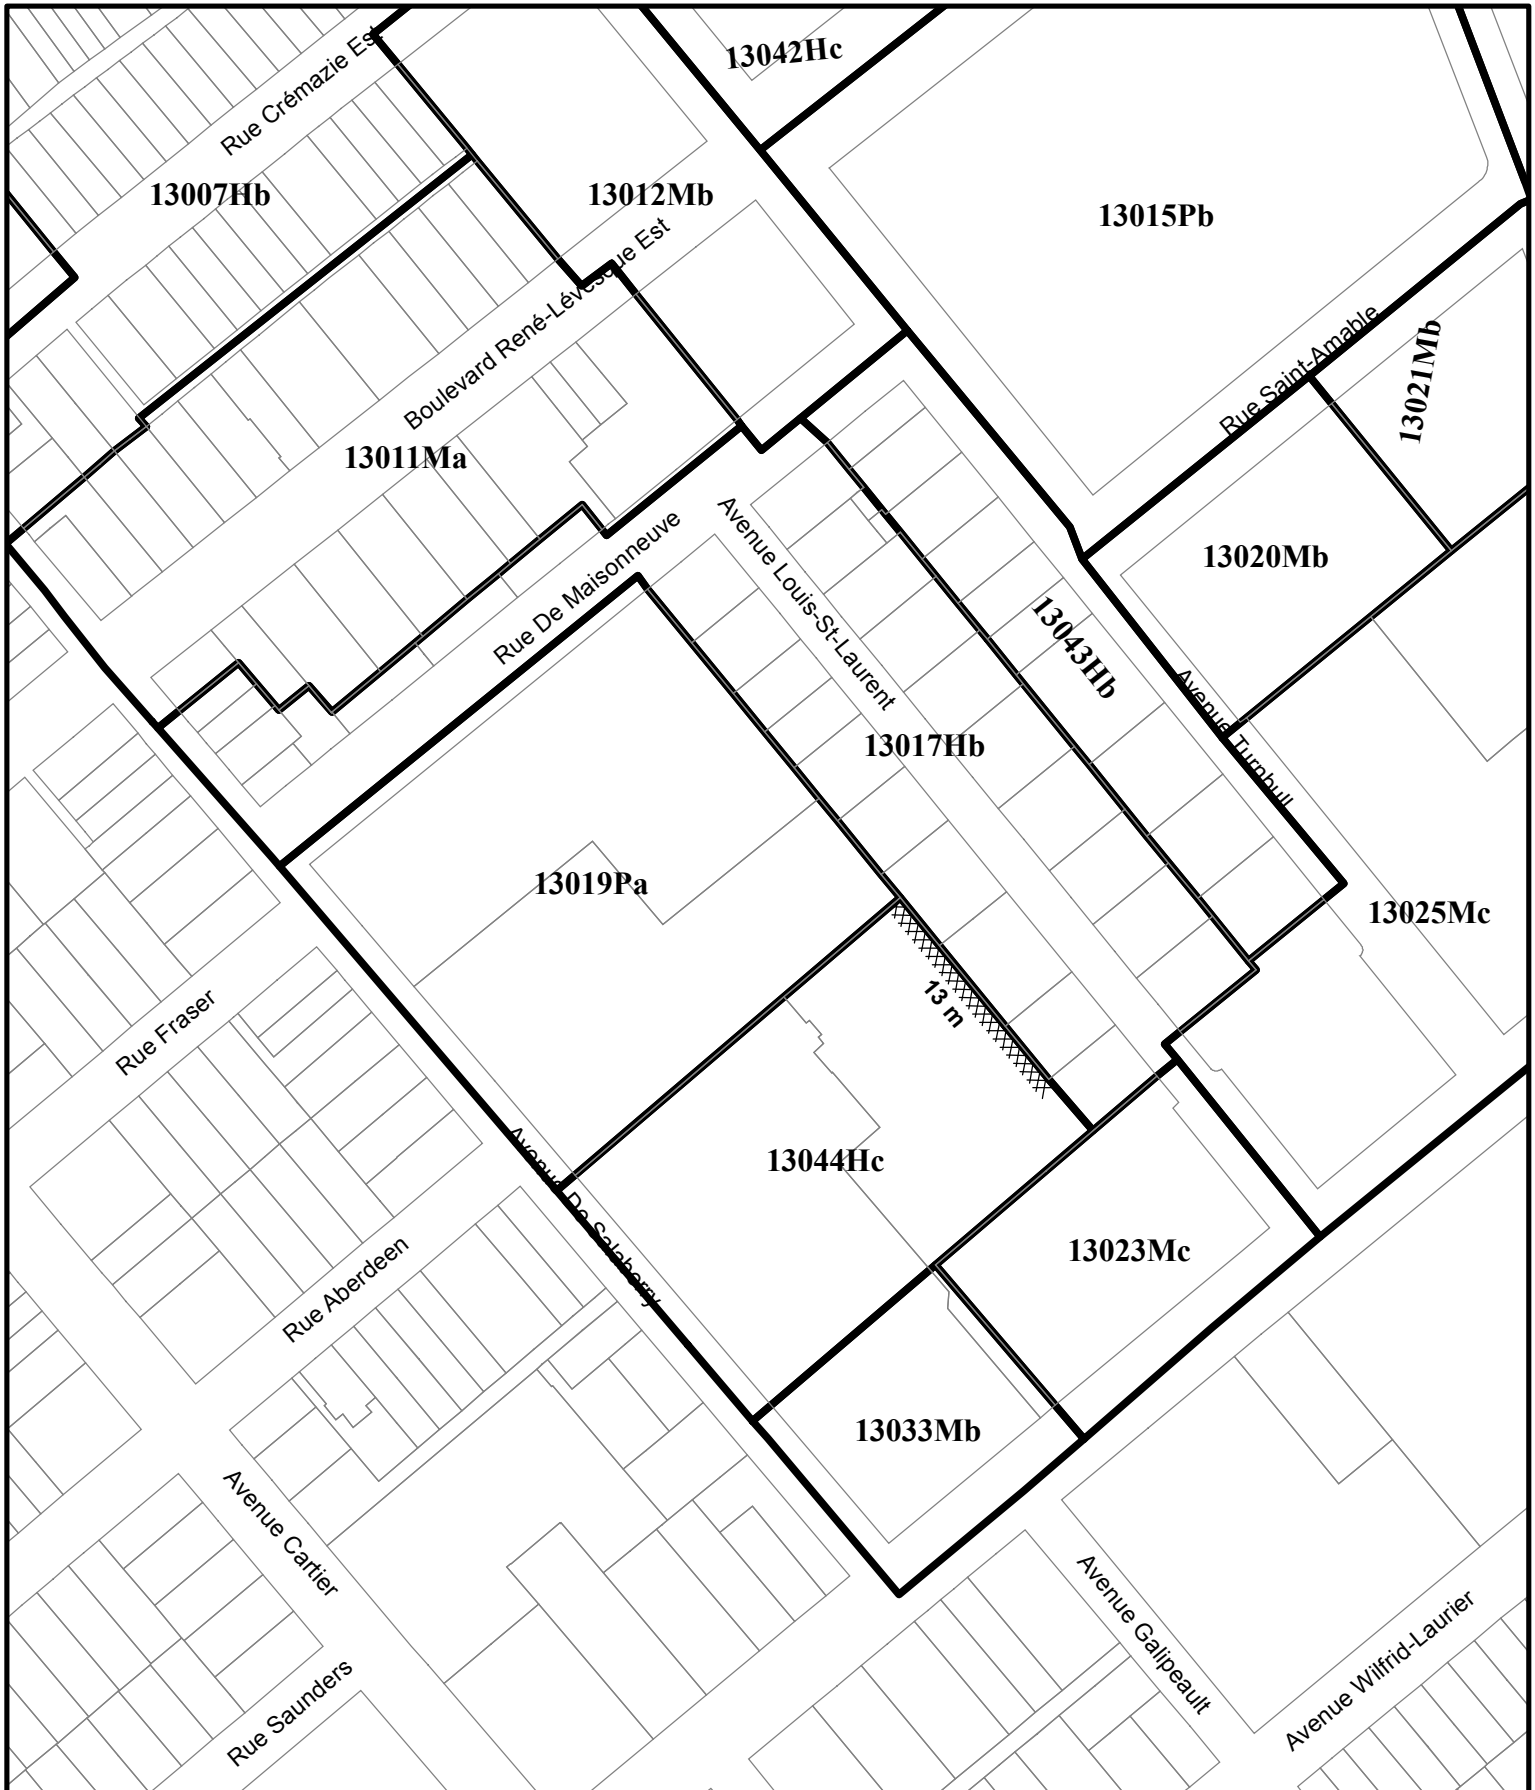 13042Hc
Rue Crémazie Est
13007Hb
13012Mb
13015Pb
Boulevard René-Lévesque Est
Rue Saint-Amable
13021Mb
13011Ma
Rue De Maisonneuve
Avenue Louis-St-Laurent
13020Mb
13043Hb
Avenue Turnbull
13017Hb
13019Pa
13025Mc
13 m
Rue Fraser
Avenue De Salaberry
13044Hc
Rue Aberdeen
13023Mc
13033Mb
Avenue Cartier
Avenue Galipeault
Avenue Wilfrid-Laurier
Rue Saunders